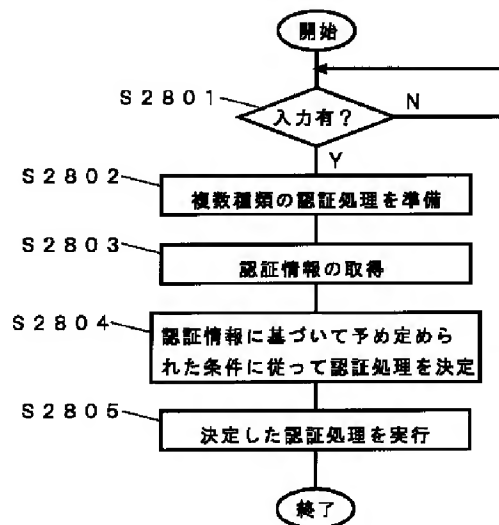 開始
S2801
入力有?
N
Y
S2802
複数種類の認証処理を準備
S2803
認証情報の取得
S2804
認証情報に基づいて予め定めら
れた条件に従って認証処理を決定
S2805
決定した認証処理を実行
終了